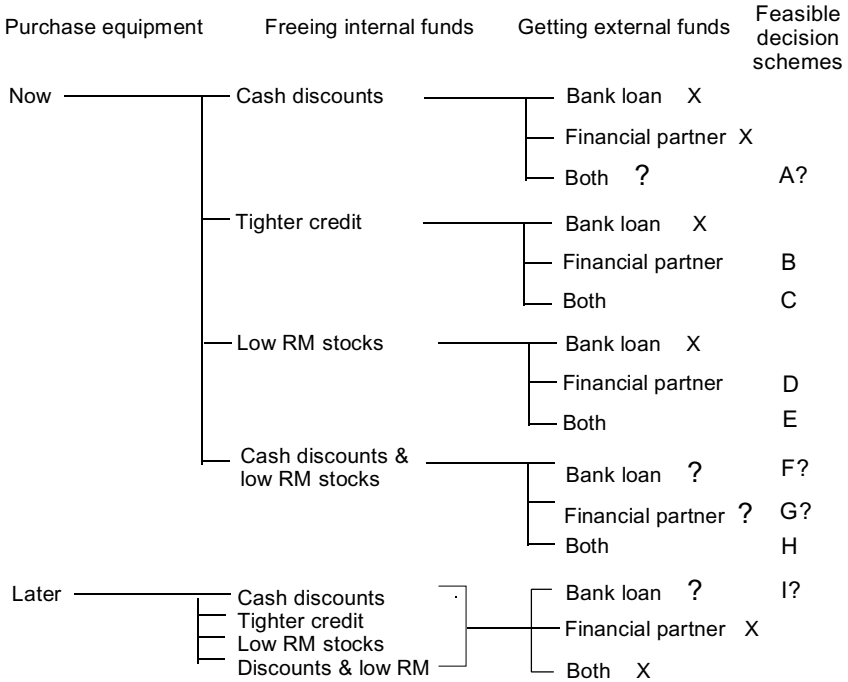 Purchase equipment Freeing internal funds Getting external funds Feasible decision schemes
Now Cash discounts Bank loan X
Financial partner X
Both ? A?
Tighter credit Bank loan X
Financial partner B
Both C
Low RM stocks Bank loan X
Financial partner D
Both E
Cash discounts & low RM stocks Bank loan ? F?
Financial partner ? G?
Both H
Later Cash discounts Bank loan ? I?
Tighter credit
Financial partner X
Low RM stocks
Discounts & low RM Both X